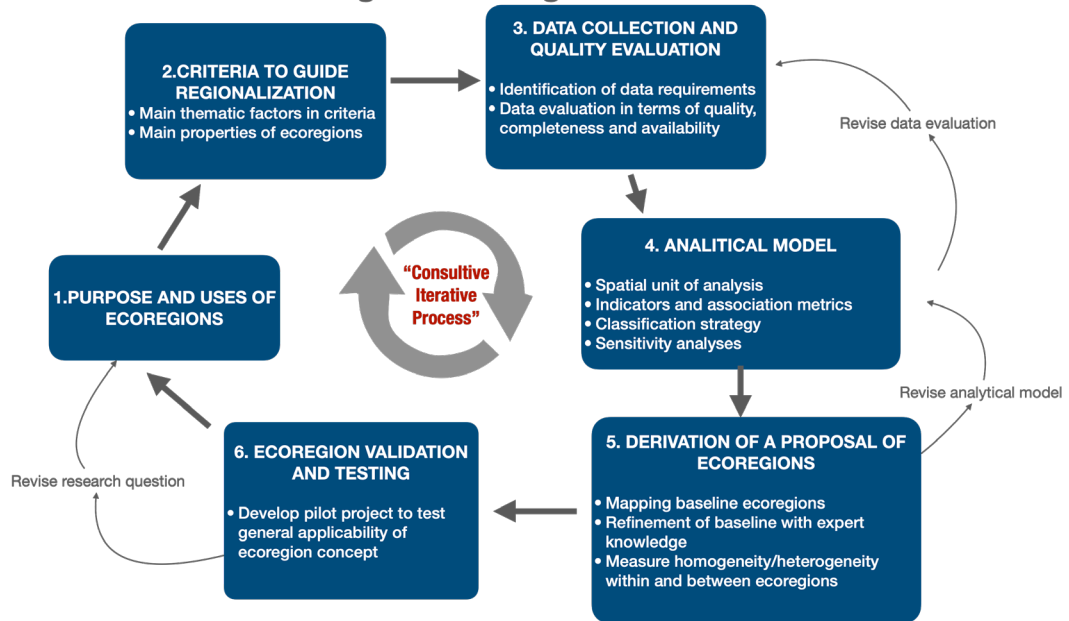 2.CRITERIA TO GUIDE
REGIONALIZATION
• Main thematic factors in criteria
• Main properties of ecoregions
3. DATA COLLECTION AND
QUALITY EVALUATION
• Identification of data requirements
• Data evaluation in terms of quality,
completeness and availability
Revise data evaluation
4. ANALITICAL MODEL
• Spatial unit of analysis
• Indicators and association metrics
• Classification strategy
• Sensitivity analyses
“Consultive
Iterative
Process”
1.PURPOSE AND USES OF
ECOREGIONS
Revise analytical model
5. DERIVATION OF A PROPOSAL OF
ECOREGIONS
• Mapping baseline ecoregions
• Refinement of baseline with expert
knowledge
• Measure homogeneity/heterogeneity
within and between ecoregions
6. ECOREGION VALIDATION
AND TESTING
• Develop pilot project to test
general applicability of
ecoregion concept
Revise research question